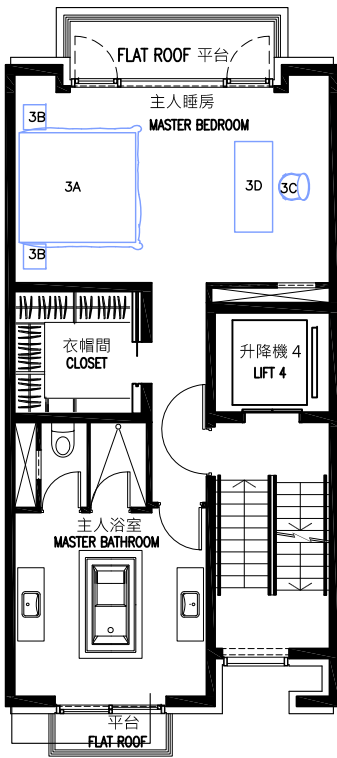 FLAT ROOF 平台
主人睡房
MASTER BEDROOM
3B
3A
3D
3C
3B
衣帽間
CLOSET
升降機 4
LIFT 4
主人浴室
MASTER BATHROOM
平台
FLAT ROOF